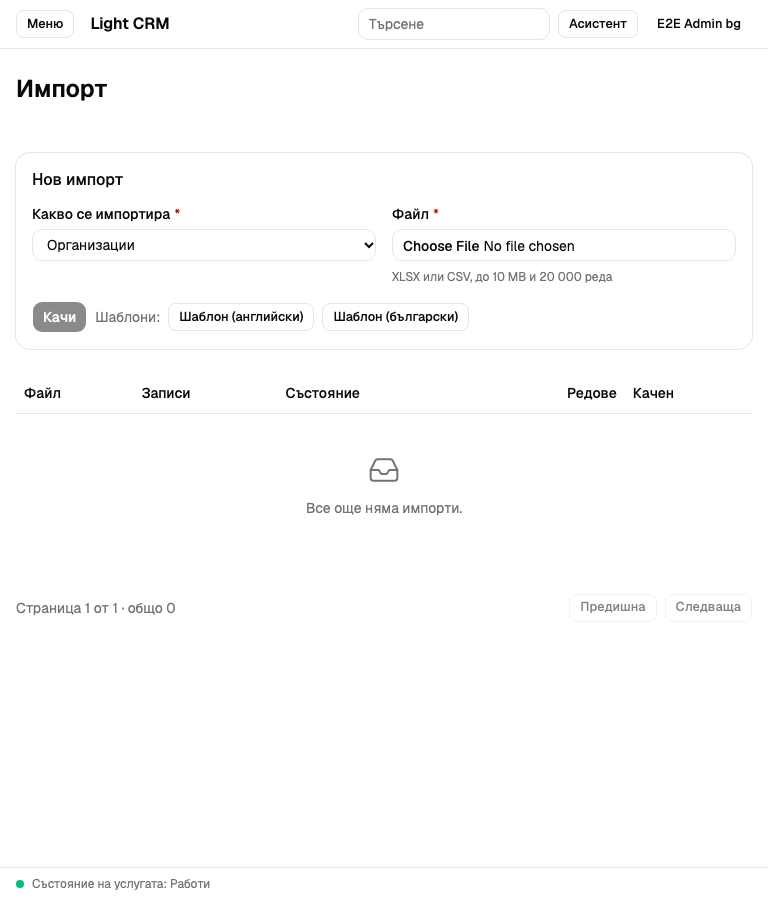 Меню Light CRM Търсене Асистент E2E Admin bg
Импорт
Нов импорт
Какво се импортира * Файл *
Организации Choose File No file chosen
XLSX или CSV, до 10 MB и 20 000 реда
Качи Шаблони: Шаблон (английски) Шаблон (български)
Файл Записи Състояние Редове Качен
Все още няма импорти.
Страница 1 от 1 · общо 0 Предишна Следваща
Състояние на услугата: Работи